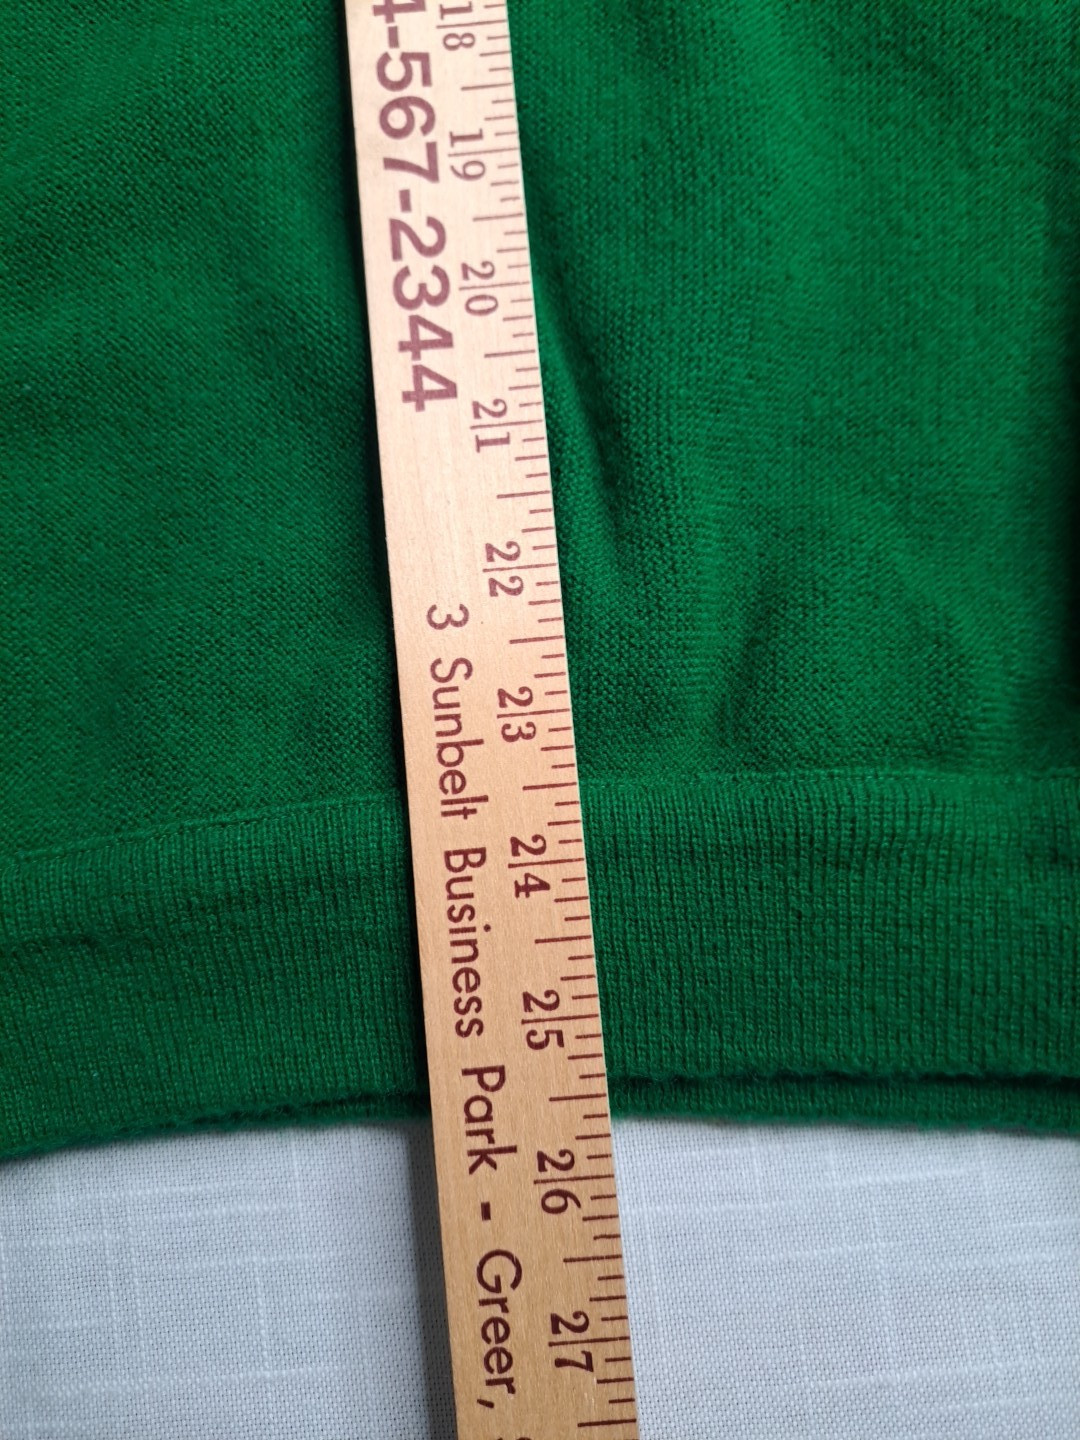 4-567-2344
3 Sunbelt Business Park - Greer,
18 19 20 21 22 23 24 25 26 27